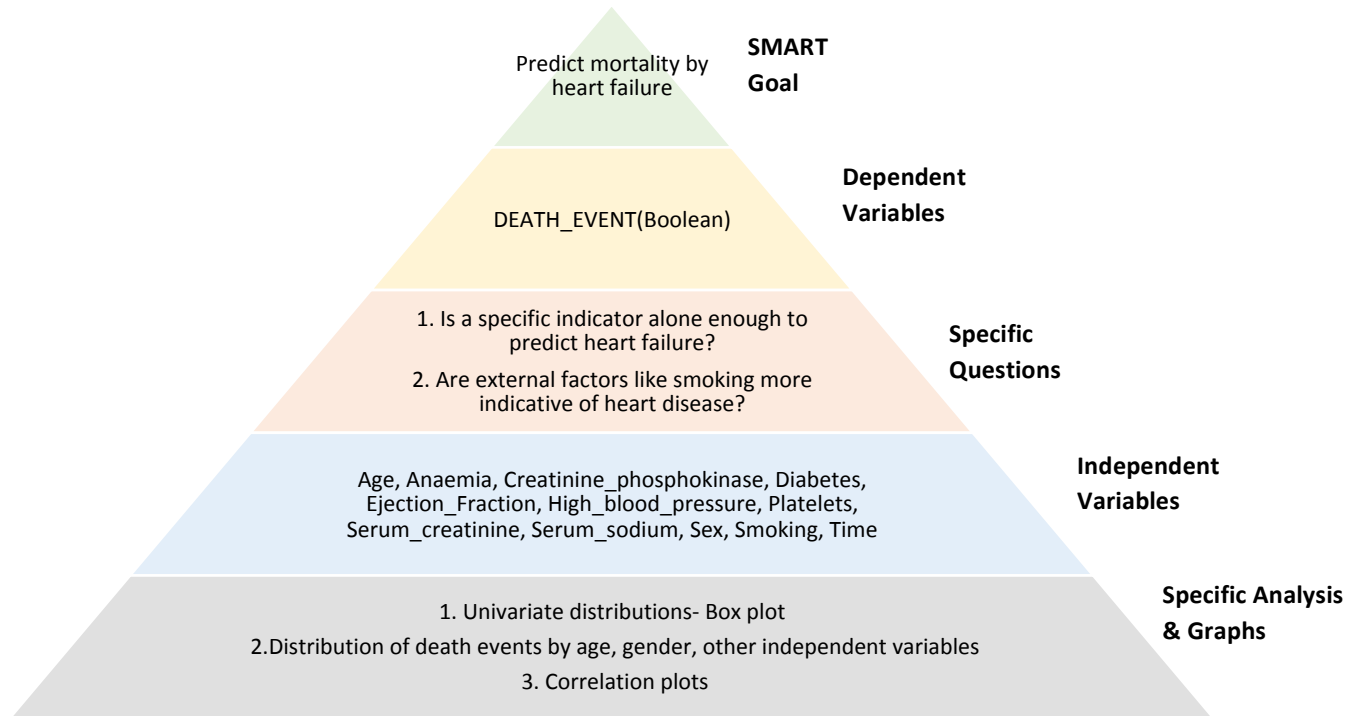 Predict mortality by
heart failure
SMART
Goal
DEATH_EVENT(Boolean)
Dependent
Variables
1. Is a specific indicator alone enough to
predict heart failure?
2. Are external factors like smoking more
indicative of heart disease?
Specific
Questions
Age, Anaemia, Creatinine_phosphokinase, Diabetes,
Ejection_Fraction, High_blood_pressure, Platelets,
Serum_creatinine, Serum_sodium, Sex, Smoking, Time
Independent
Variables
1. Univariate distributions- Box plot
2.Distribution of death events by age, gender, other independent variables
3. Correlation plots
Specific Analysis
& Graphs